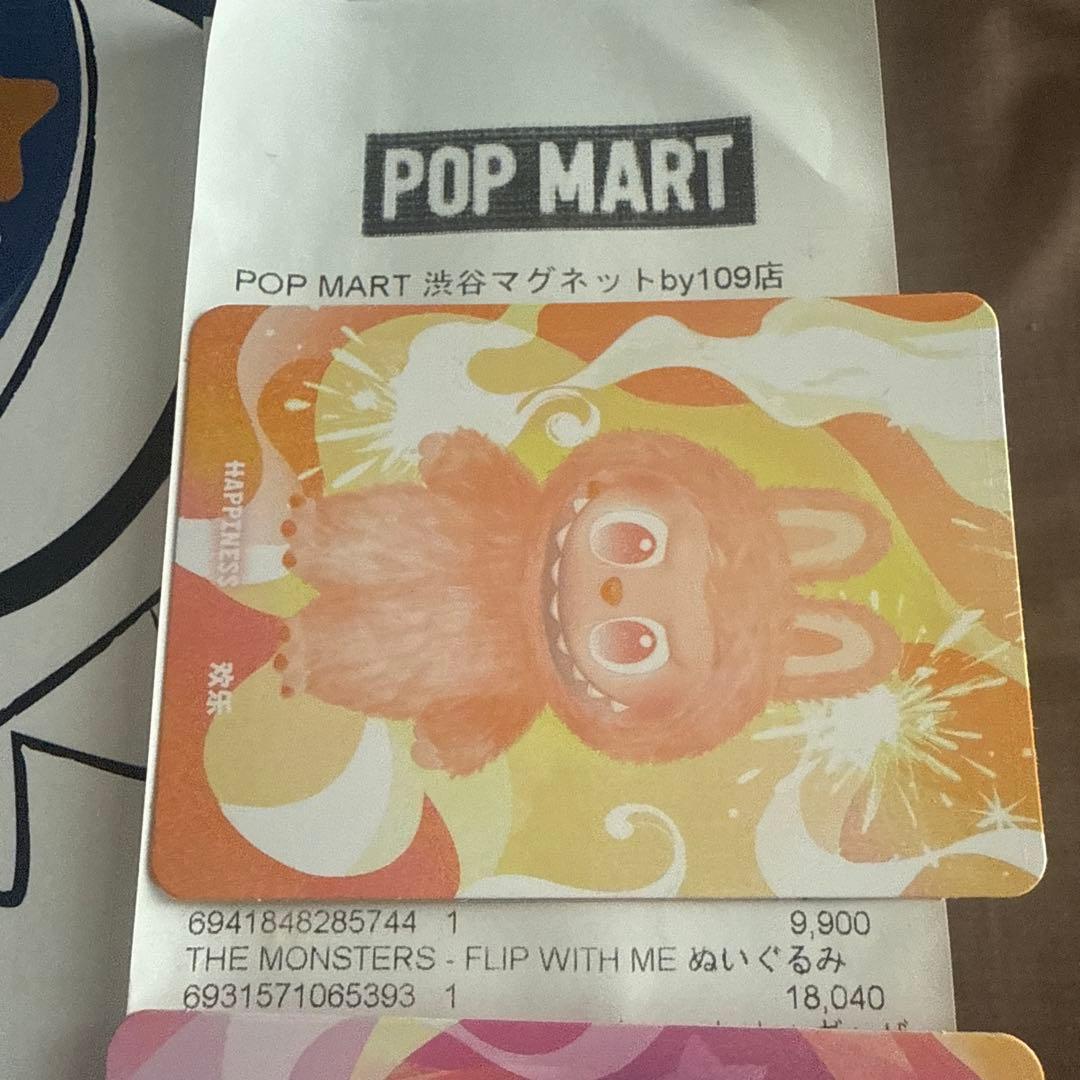 POP MART
POP MART 渋谷マグネットby109店
HAPPINESS
欢乐
6941848285744 1 9,900
THE MONSTERS - FLIP WITH ME ぬいぐるみ
6931571065393 1 18,040